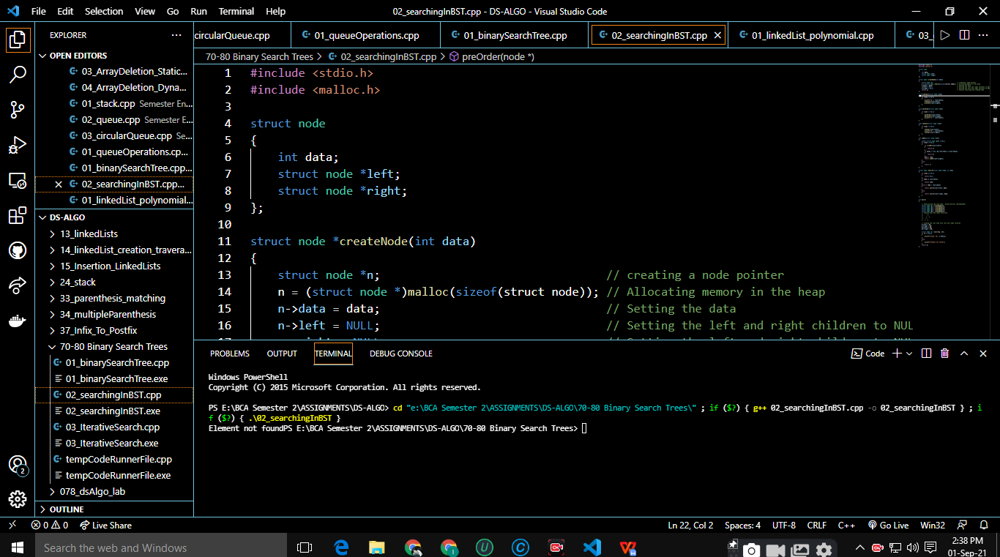 File Edit Selection View Go Run Terminal Help 02_searchingInBST.cpp - DS-ALGO - Visual Studio Code
EXPLORER
OPEN EDITORS
03_ArrayDeletion_Static...
04_ArrayDeletion_Dyna...
01_stack.cpp Semester En...
02_queue.cpp Semester E...
03_circularQueue.cpp Se...
01_queueOperations.cp...
01_binarySearchTree.cpp...
02_searchingInBST.cpp...
01_linkedList_polynomial...
DS-ALGO
13_linkedLists
14_linkedList_creation_travera...
15_Insertion_LinkedLists
24_stack
33_parenthesis_matching
34_multipleParenthesis
37_Infix_To_Postfix
70-80 Binary Search Trees
01_binarySearchTree.cpp
01_binarySearchTree.exe
02_searchingInBST.cpp
02_searchingInBST.exe
03_IterativeSearch.cpp
03_IterativeSearch.exe
tempCodeRunnerFile.cpp
tempCodeRunnerFile.exe
078_dsAlgo_lab
OUTLINE
circularQueue.cpp 01_queueOperations.cpp 01_binarySearchTree.cpp 02_searchingInBST.cpp 01_linkedList_polynomial.cpp 03_
70-80 Binary Search Trees > 02_searchingInBST.cpp > preOrder(node *)
1 #include <stdio.h>
2 #include <malloc.h>
3
4 struct node
5 {
6 int data;
7 struct node *left;
8 struct node *right;
9 };
10
11 struct node *createNode(int data)
12 {
13 struct node *n; // creating a node pointer
14 n = (struct node *)malloc(sizeof(struct node)); // Allocating memory in the heap
15 n->data = data; // Setting the data
16 n->left = NULL; // Setting the left and right children to NUL
PROBLEMS OUTPUT TERMINAL DEBUG CONSOLE Code
Windows PowerShell
Copyright (C) 2015 Microsoft Corporation. All rights reserved.
PS E:\BCA Semester 2\ASSIGNMENTS\DS-ALGO> cd "e:\BCA Semester 2\ASSIGNMENTS\DS-ALGO\70-80 Binary Search Trees\" ; if ($?) { g++ 02_searchingInBST.cpp -o 02_searchingInBST } ; i
f ($?) { .\02_searchingInBST }
Element not foundPS E:\BCA Semester 2\ASSIGNMENTS\DS-ALGO\70-80 Binary Search Trees>
2
0 0 Live Share Ln 22, Col 2 Spaces: 4 UTF-8 CRLF C++ Go Live Win32
Search the web and Windows
2:38 PM
01-Sep-21